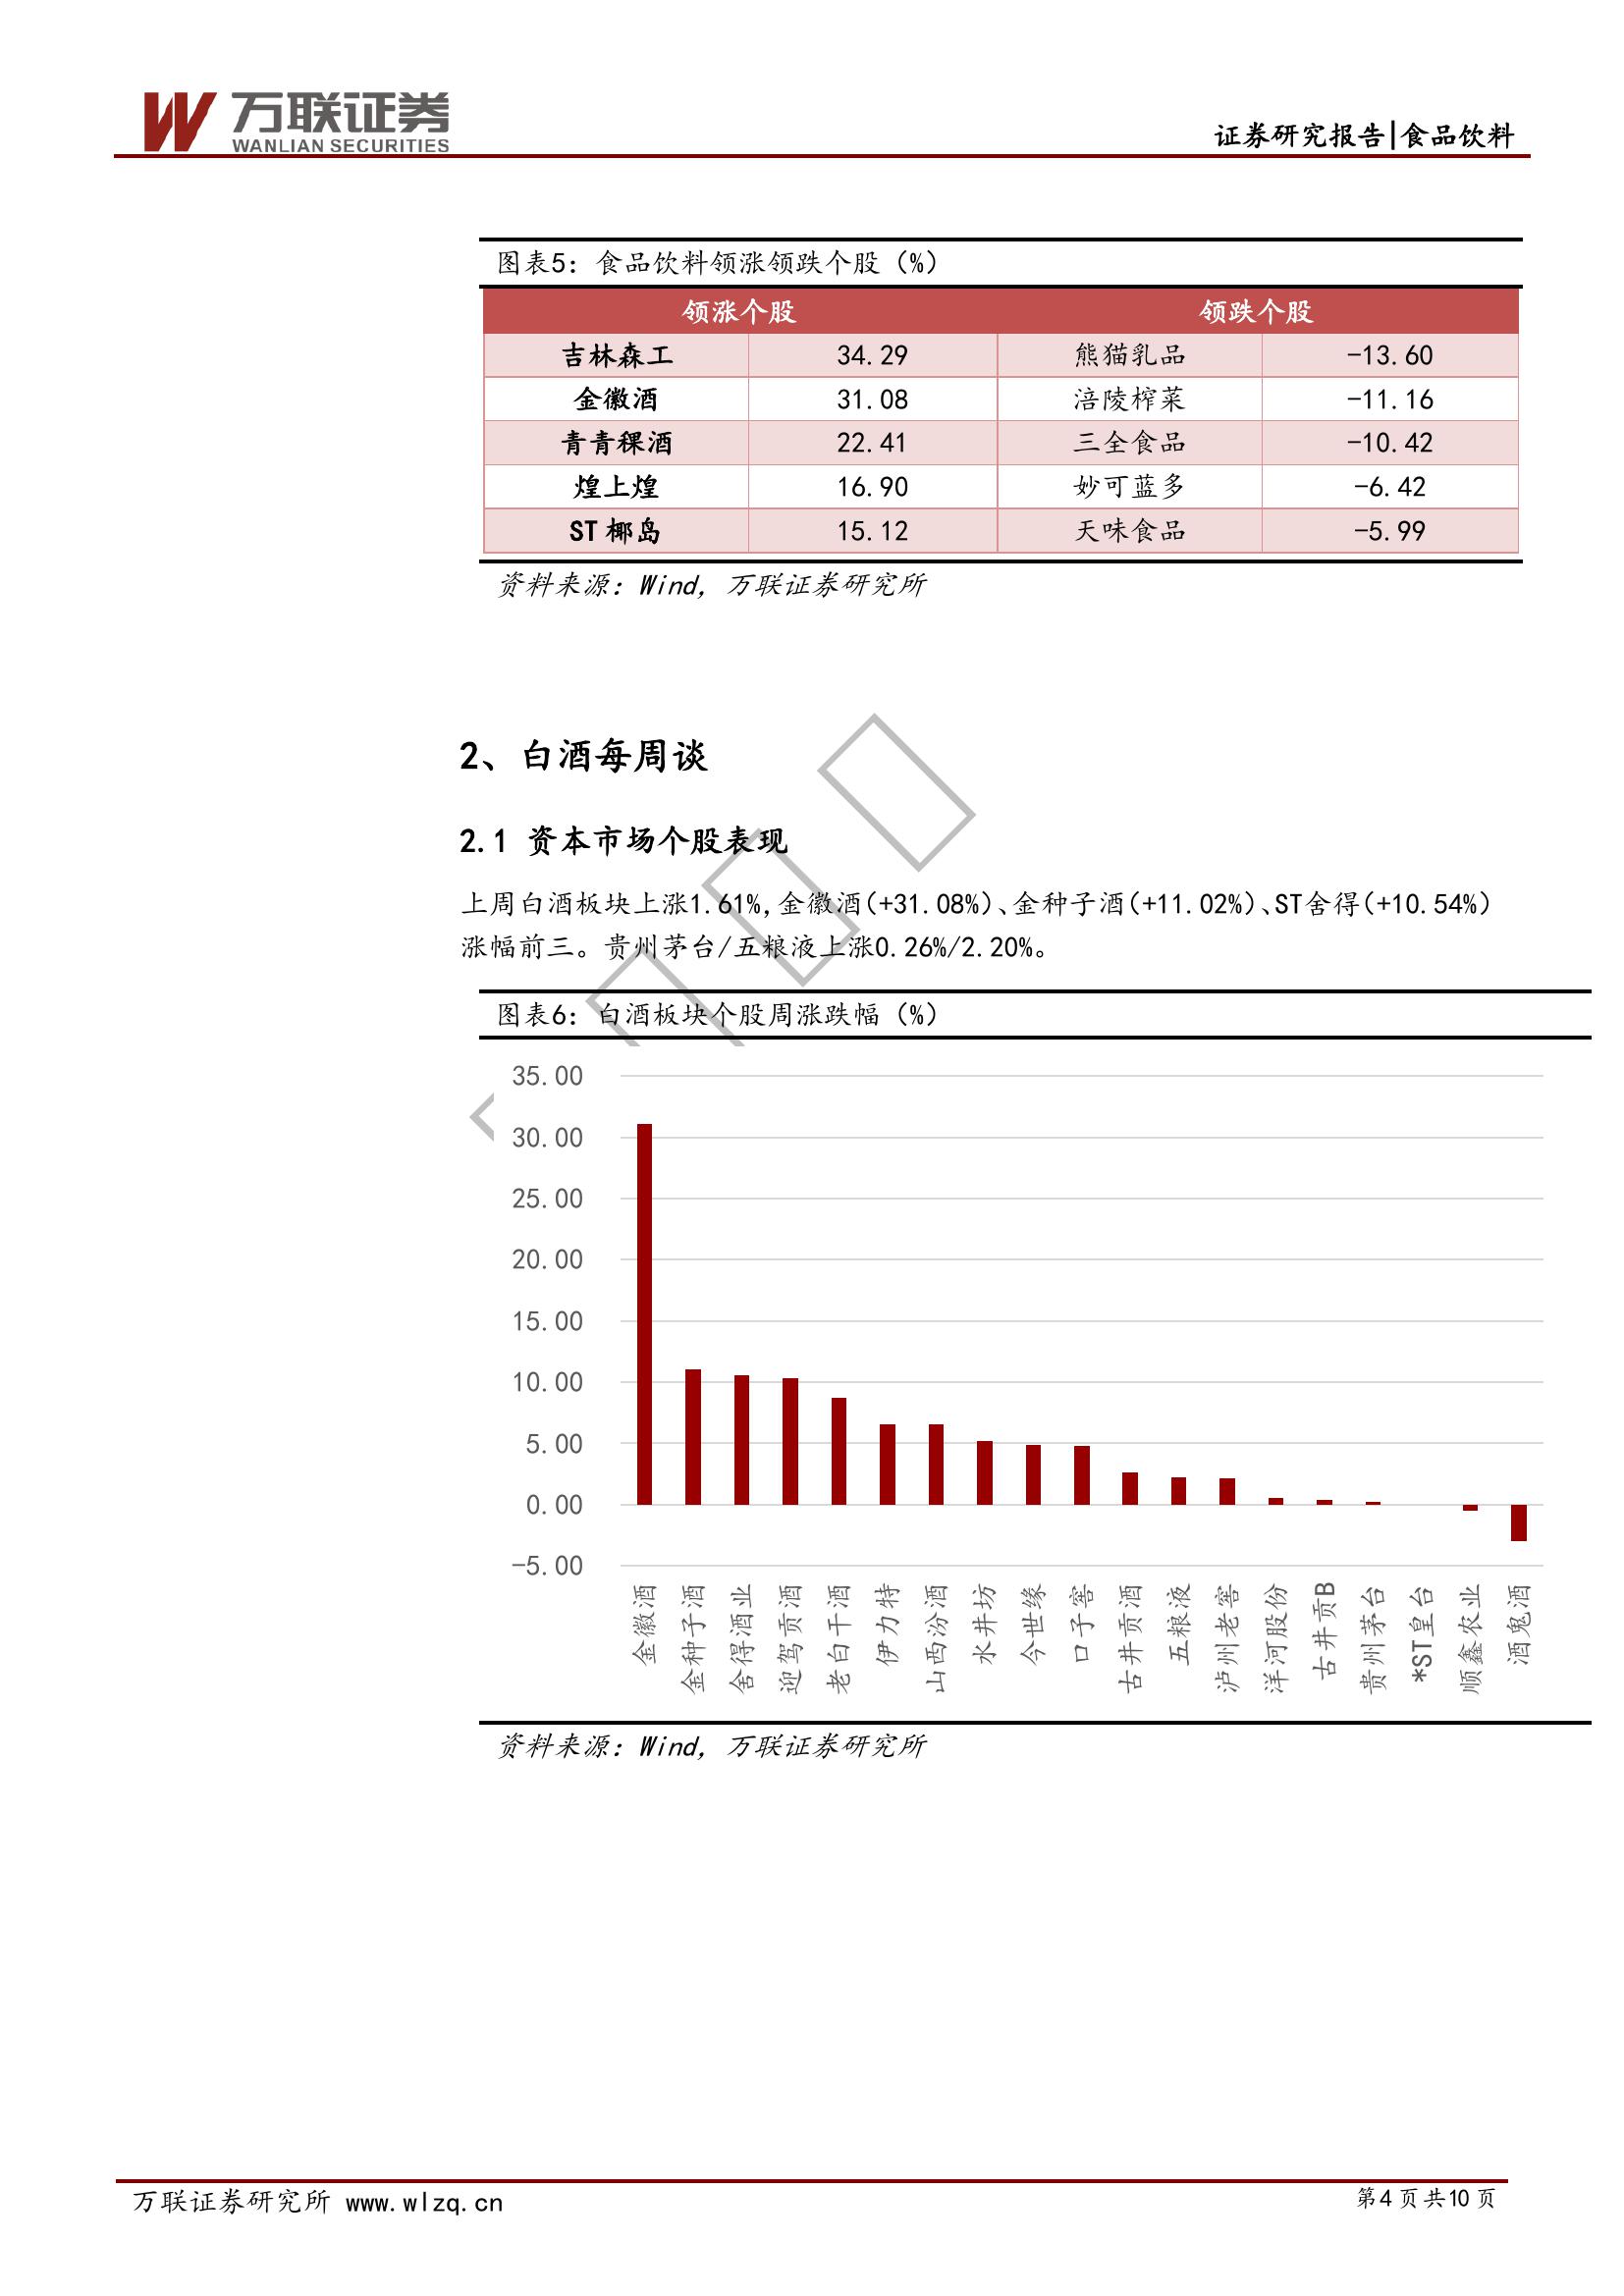 万联证券
WANLIAN SECURITIES
证券研究报告|食品饮料
图表5：食品饮料领涨领跌个股（%）
领涨个股 领跌个股
吉林森工 34.29 熊猫乳品 -13.60
金徽酒 31.08 涪陵榨菜 -11.16
青青稞酒 22.41 三全食品 -10.42
煌上煌 16.90 妙可蓝多 -6.42
ST椰岛 15.12 天味食品 -5.99
资料来源：Wind，万联证券研究所
2、白酒每周谈
2.1 资本市场个股表现
上周白酒板块上涨1.61%,金徽酒(+31.08%)、金种子酒(+11.02%)、ST舍得(+10.54%)
涨幅前三。贵州茅台/五粮液上涨0.26%/2.20%。
图表6：白酒板块个股周涨跌幅（%）
35.00
30.00
25.00
20.00
15.00
10.00
5.00
0.00
-5.00
金徽酒
金种子酒
舍得酒业
迎驾贡酒
老白干酒
伊力特
山西汾酒
水井坊
今世缘
口子窖
古井贡酒
五粮液
泸州老窖
洋河股份
古井贡B
贵州茅台
*ST皇台
顺鑫农业
酒鬼酒
资料来源：Wind，万联证券研究所
万联证券研究所 www.wlzq.cn
第4页共10页